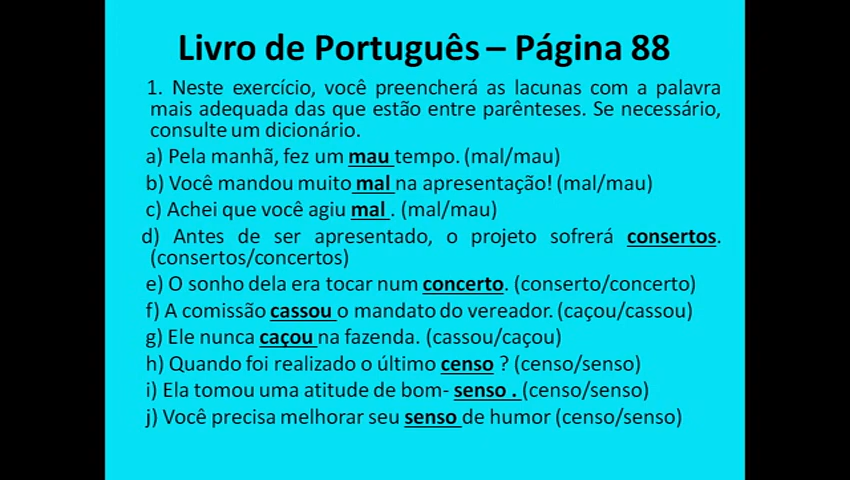 Livro de Português – Página 88
1. Neste exercício, você preencherá as lacunas com a palavra
mais adequada das que estão entre parênteses. Se necessário,
consulte um dicionário.
a) Pela manhã, fez um mau tempo. (mal/mau)
b) Você mandou muito mal na apresentação! (mal/mau)
c) Achei que você agiu mal . (mal/mau)
d) Antes de ser apresentado, o projeto sofrerá consertos.
(consertos/concertos)
e) O sonho dela era tocar num concerto. (conserto/concerto)
f) A comissão cassou o mandato do vereador. (caçou/cassou)
g) Ele nunca caçou na fazenda. (cassou/caçou)
h) Quando foi realizado o último censo ? (censo/senso)
i) Ela tomou uma atitude de bom- senso . (censo/senso)
j) Você precisa melhorar seu senso de humor (censo/senso)